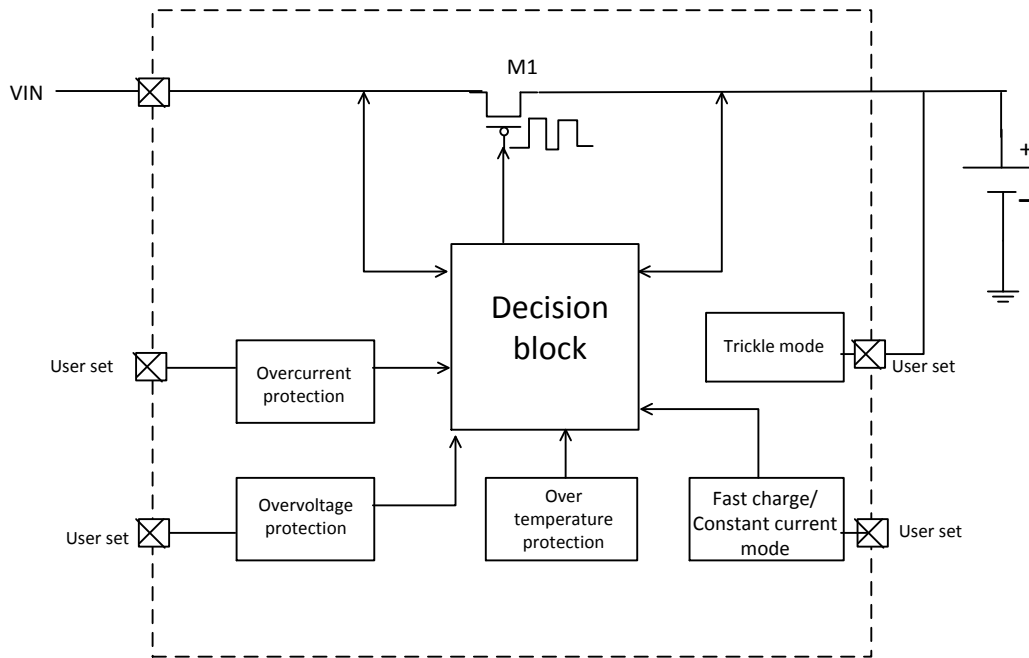 M1
VIN
+
−
Decision
block
Trickle mode
User set
User set
Overcurrent
protection
Overvoltage
protection
Over
temperature
protection
Fast charge/
Constant current
mode
User set
User set